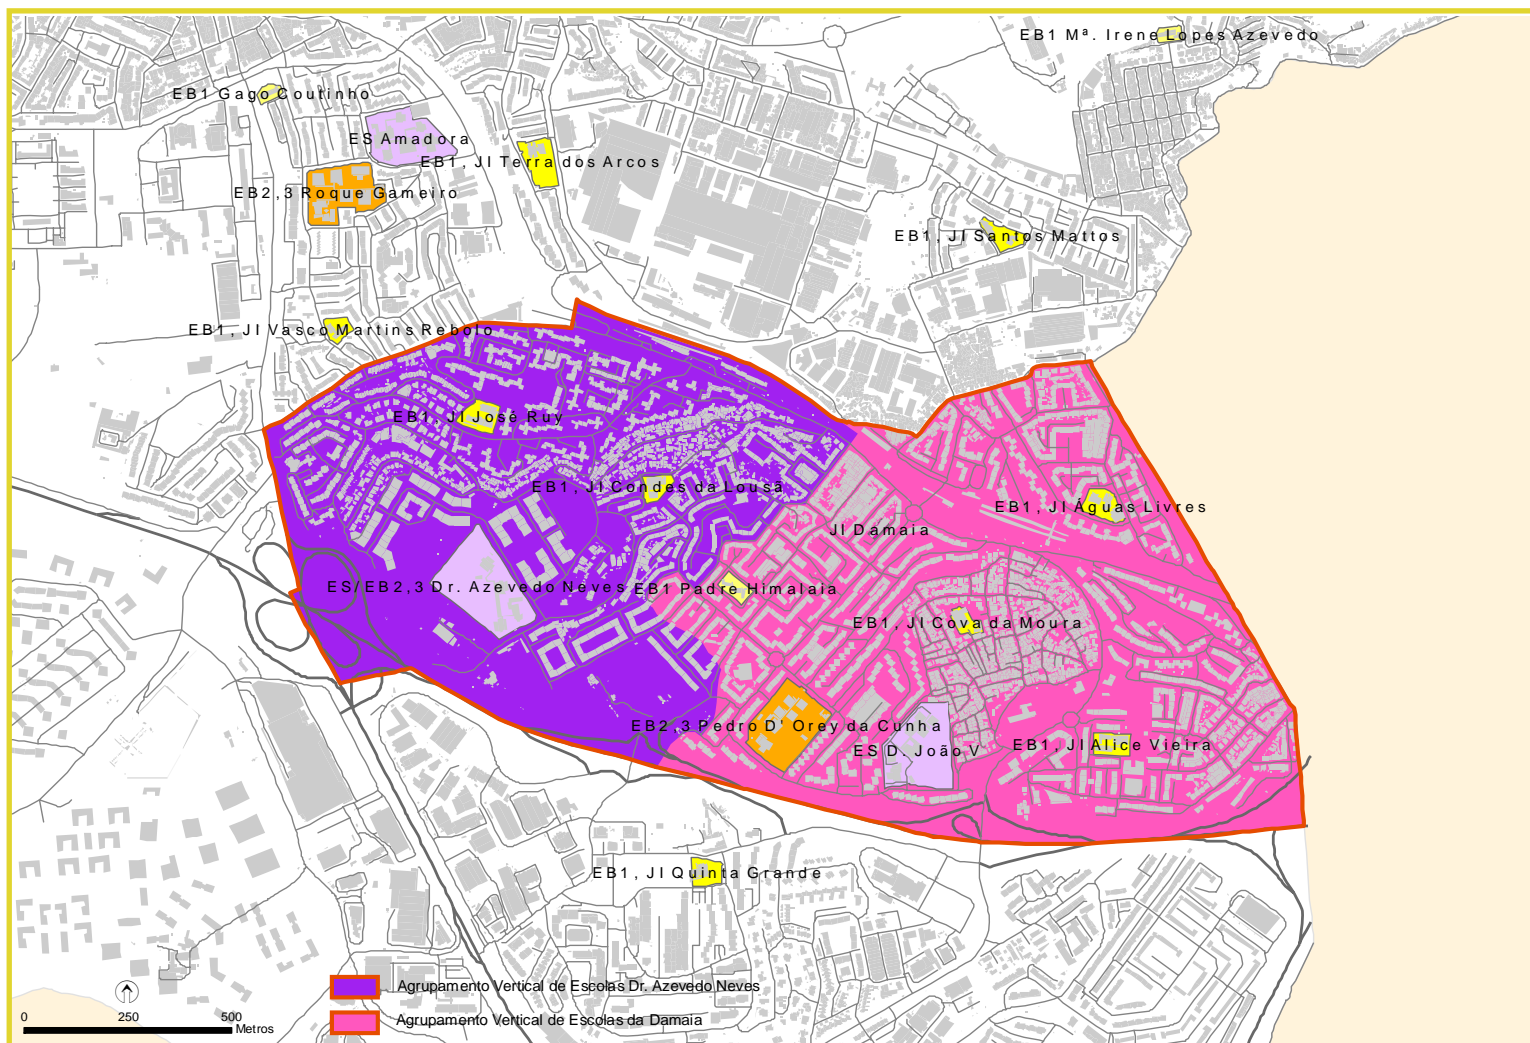 EB1 Mª. Irene Lopes Azevedo
EB1 Gago Coutinho
ES Amadora
EB1, JI Terra dos Arcos
EB2,3 Roque Gameiro
EB1, JI Santos Mattos
EB1, JI Vasco Martins Rebolo
EB1, JI José Ruy
EB1, JI Condes da Lousã
EB1, JI Águas Livres
JI Damaia
ES/EB2,3 Dr. Azevedo Neves
EB1 Padre Himalaia
EB1, JI Cova da Moura
EB2,3 Pedro D' Orey da Cunha
ES D. João V
EB1, JI Alice Vieira
EB1, JI Quinta Grande
Agrupamento Vertical de Escolas Dr. Azevedo Neves
Agrupamento Vertical de Escolas da Damaia
0 250 500
Metros